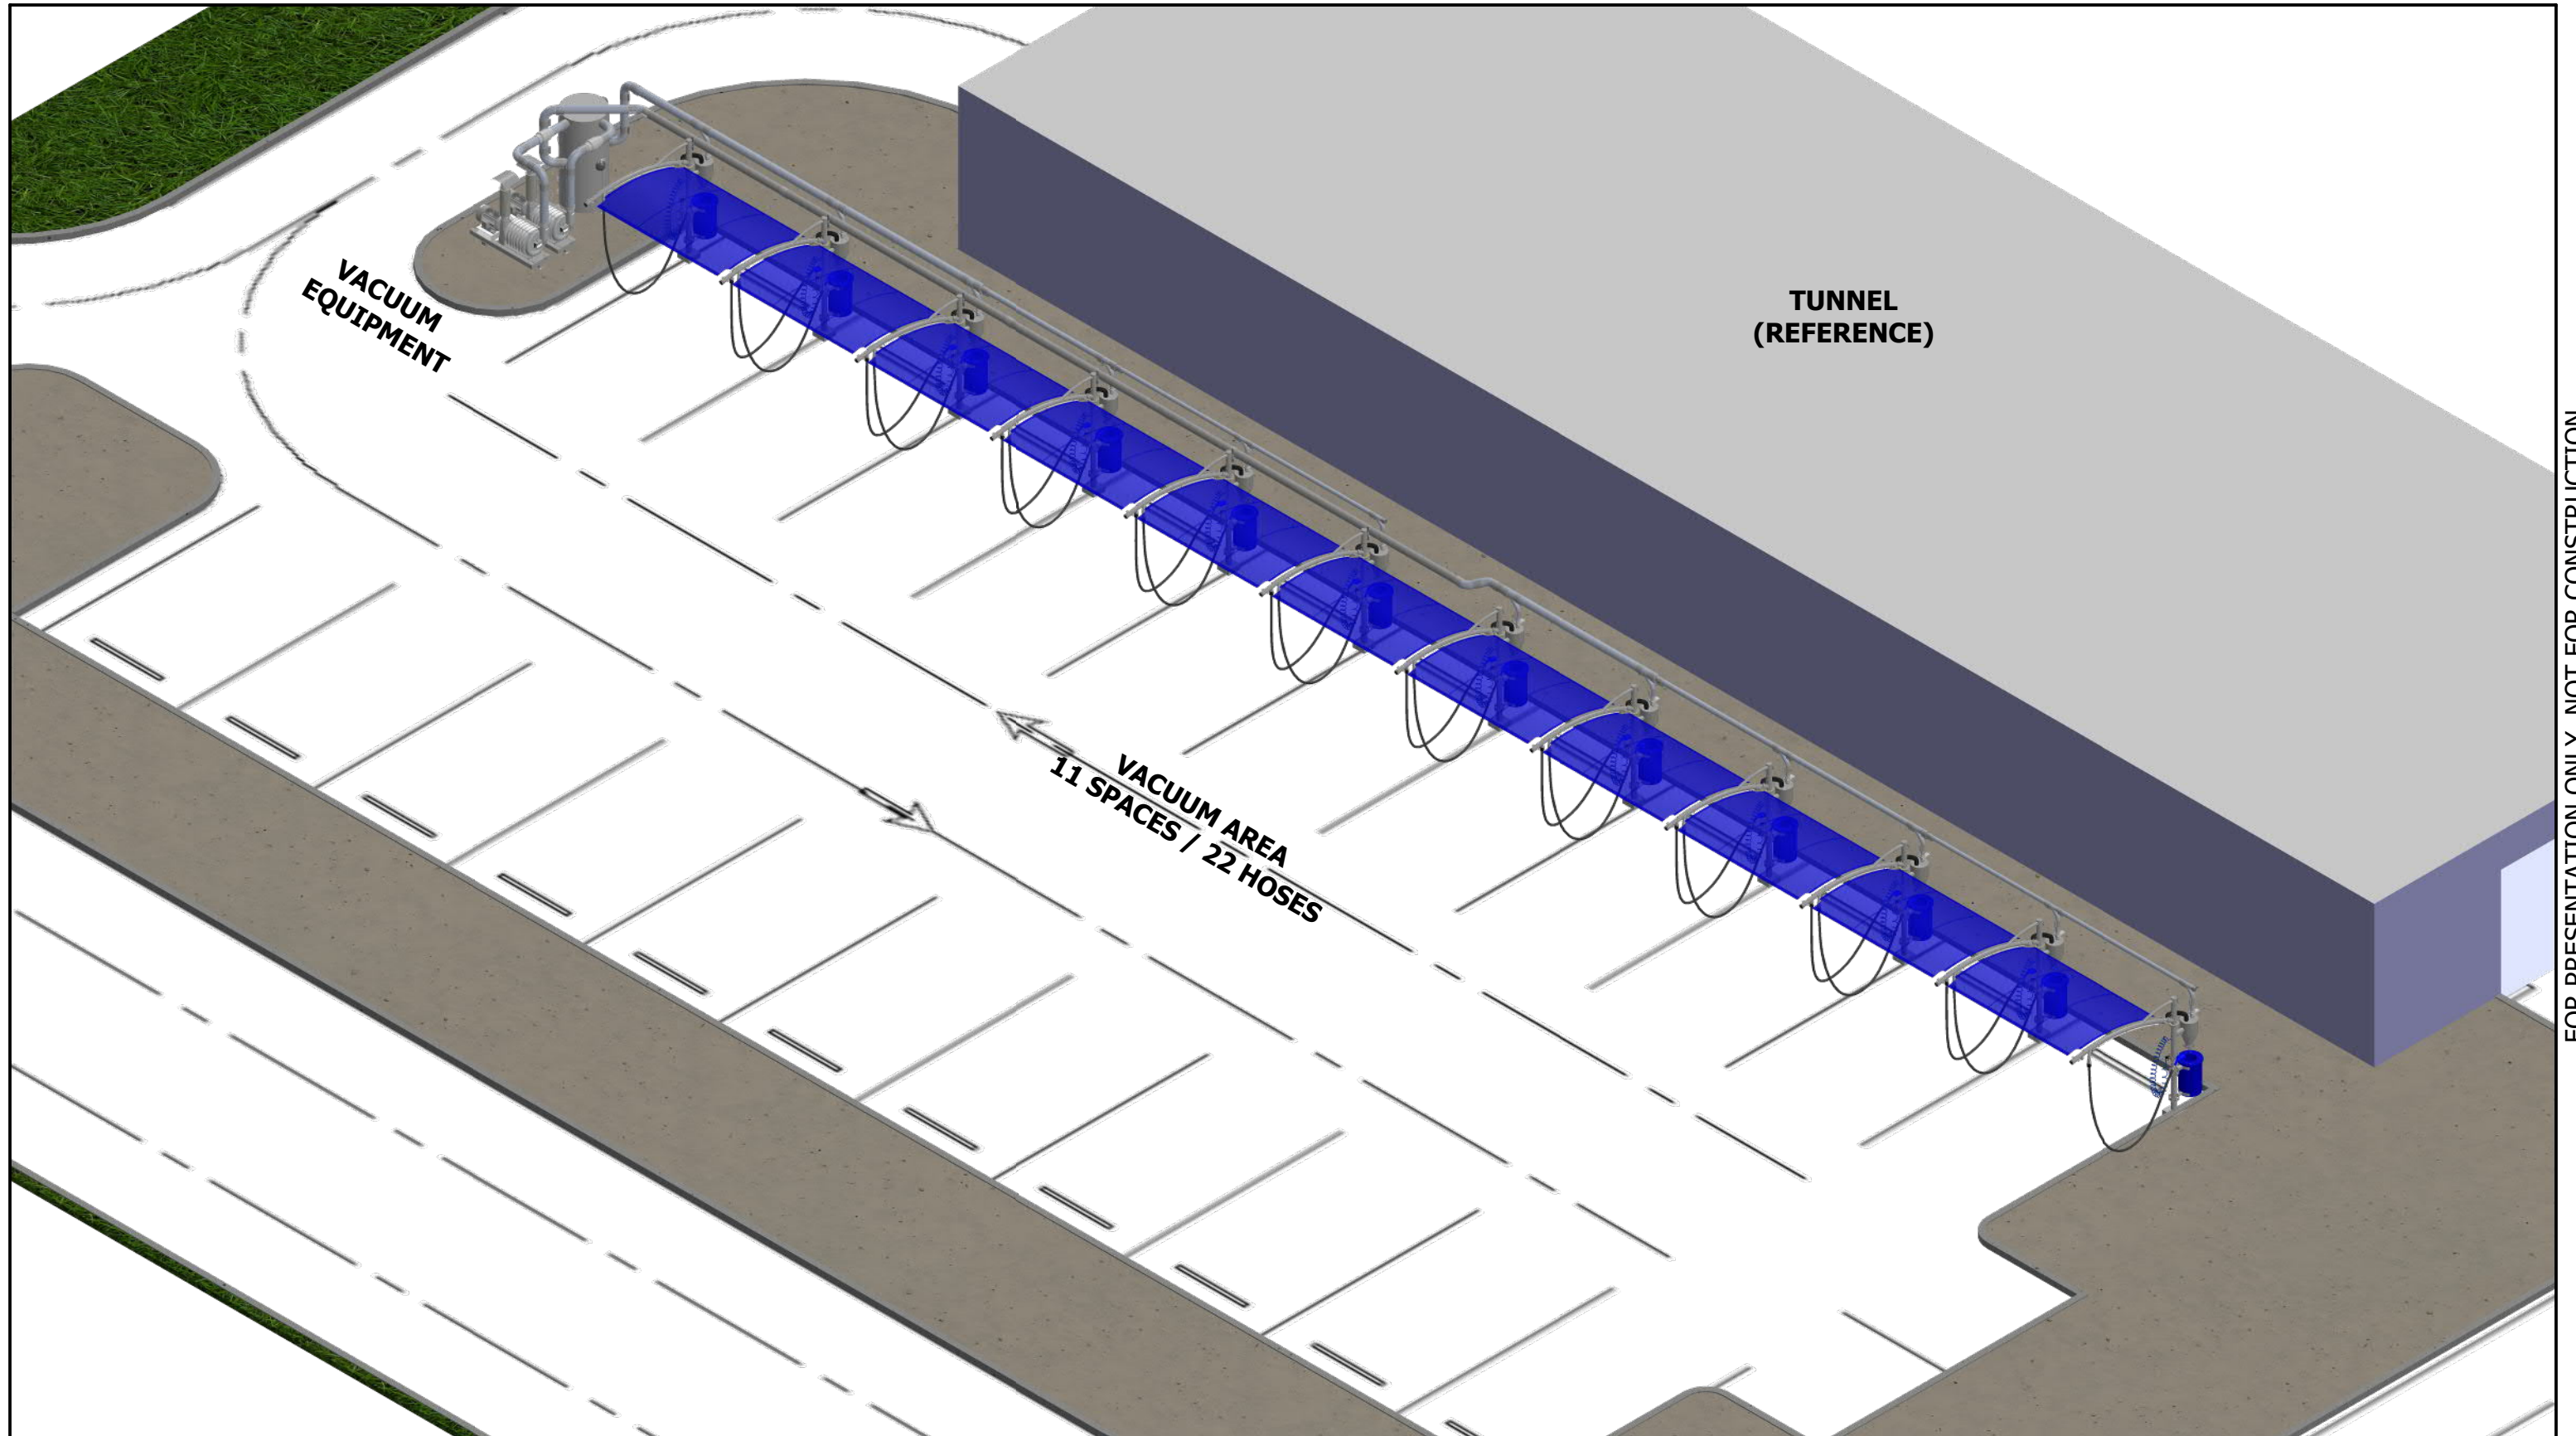 VACUUM
EQUIPMENT
TUNNEL
(REFERENCE)
VACUUM AREA
11 SPACES / 22 HOSES
FOR PRESENTATION ONLY, NOT FOR CONSTRUCTION